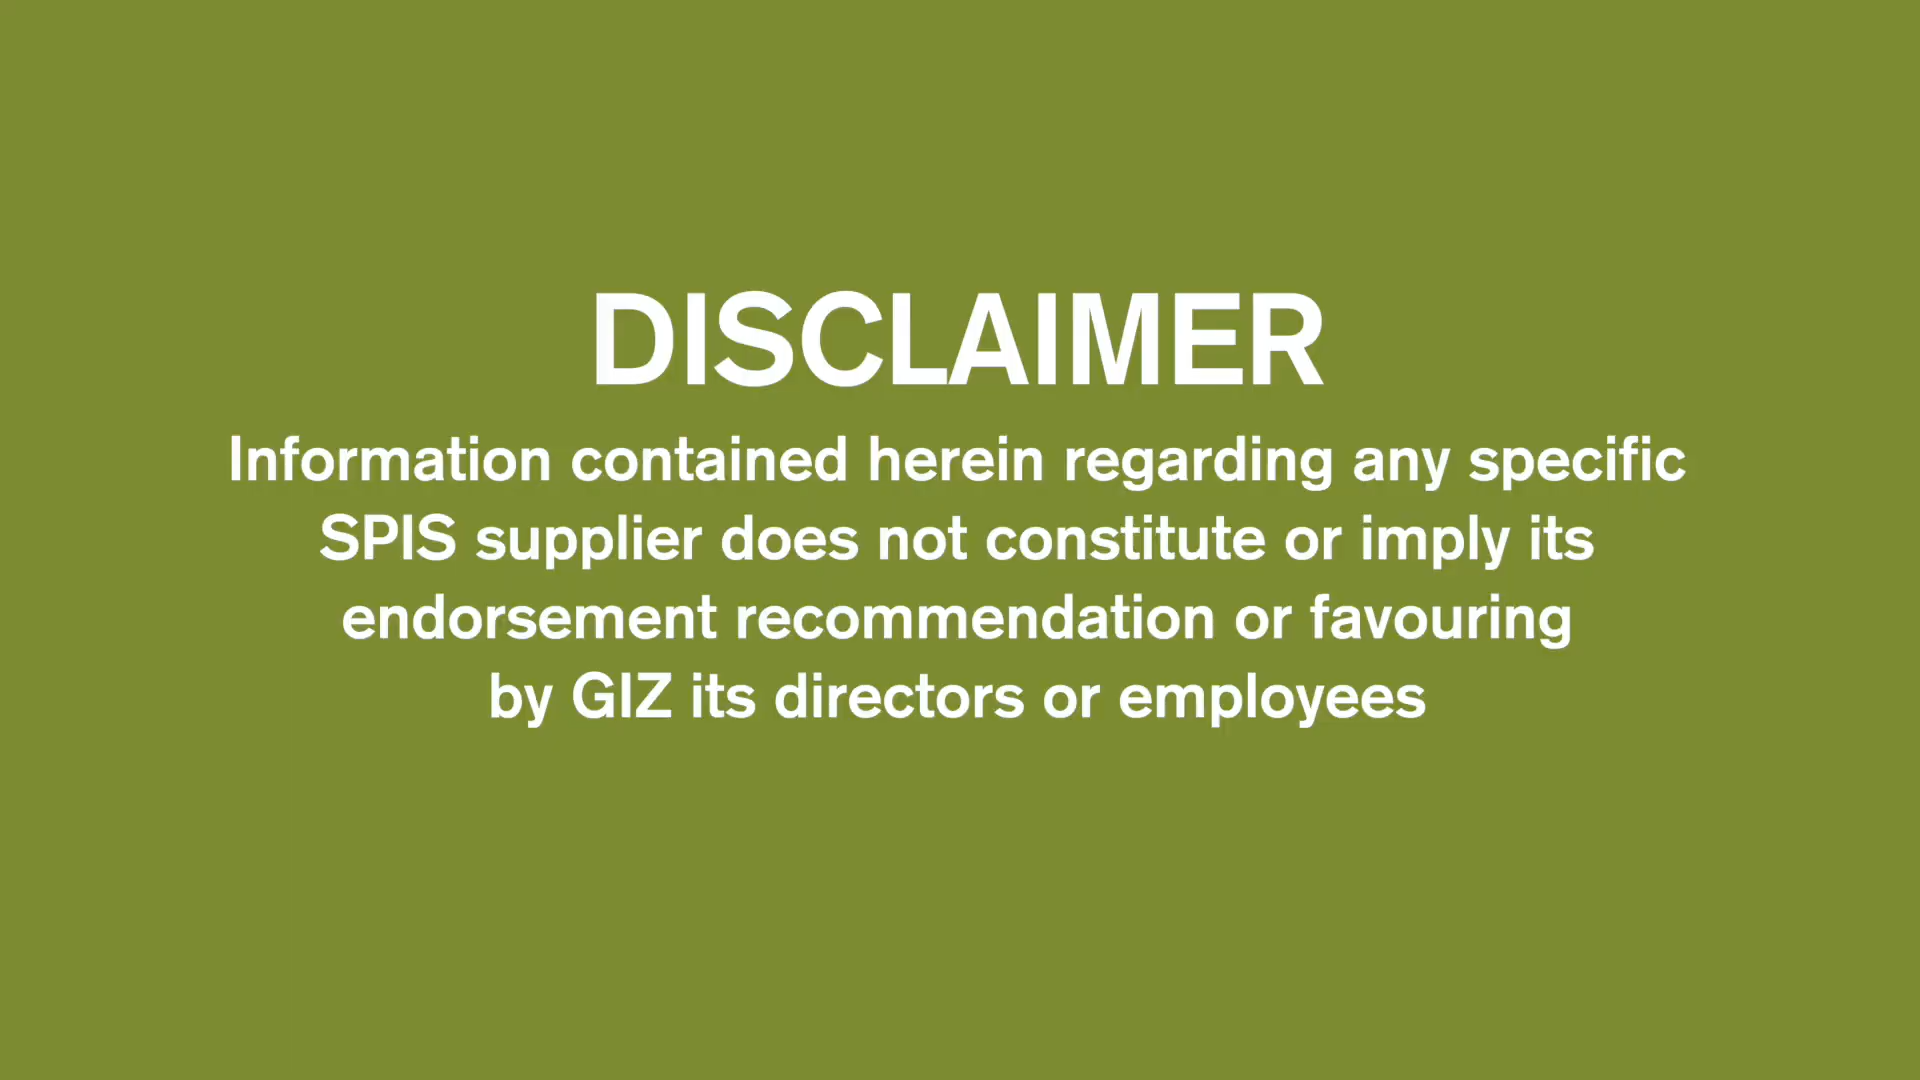 DISCLAIMER
Information contained herein regarding any specific
SPIS supplier does not constitute or imply its
endorsement recommendation or favouring
by GIZ its directors or employees